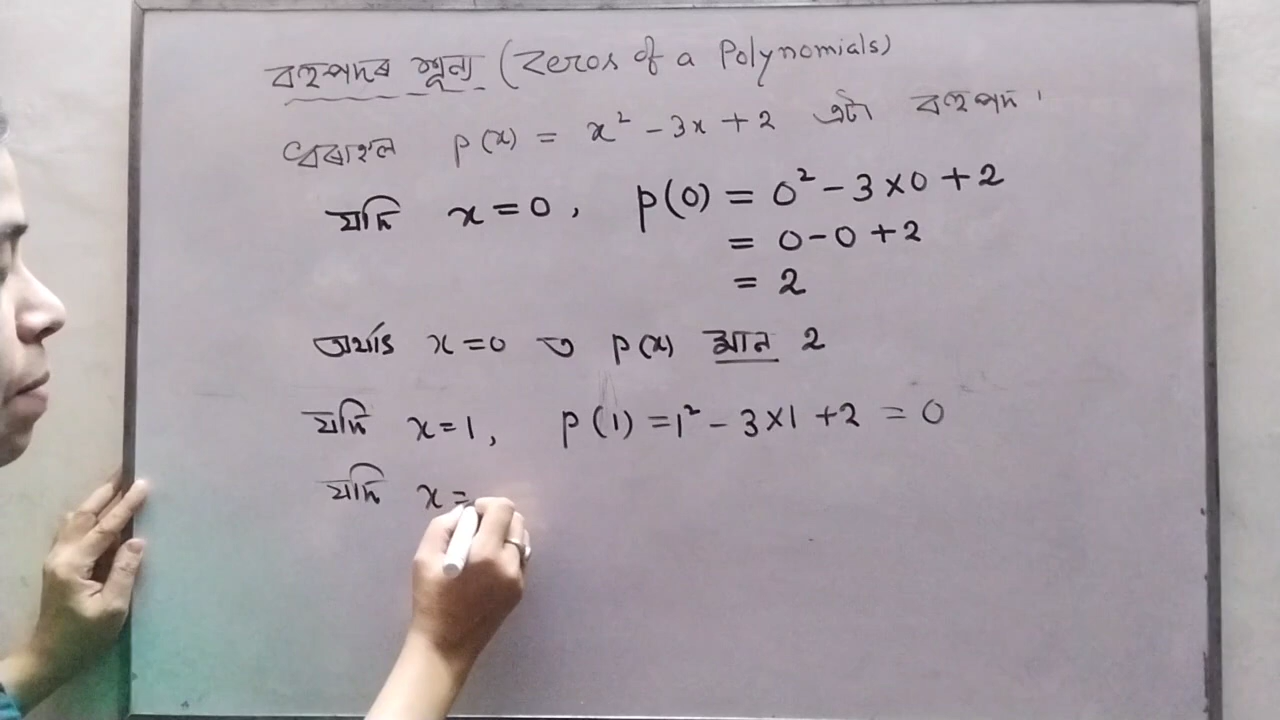 বহুপদৰ শূন্য (Zeros of a Polynomials)
ধৰাহ'ল p(x) = x² - 3x + 2 এটা বহুপদ।
যদি x = 0, p(0) = 0² - 3 × 0 + 2
= 0 - 0 + 2
= 2
অৰ্থাৎ x = 0 ত p(x) মান 2
যদি x = 1, p(1) = 1² - 3 × 1 + 2 = 0
যদি x =